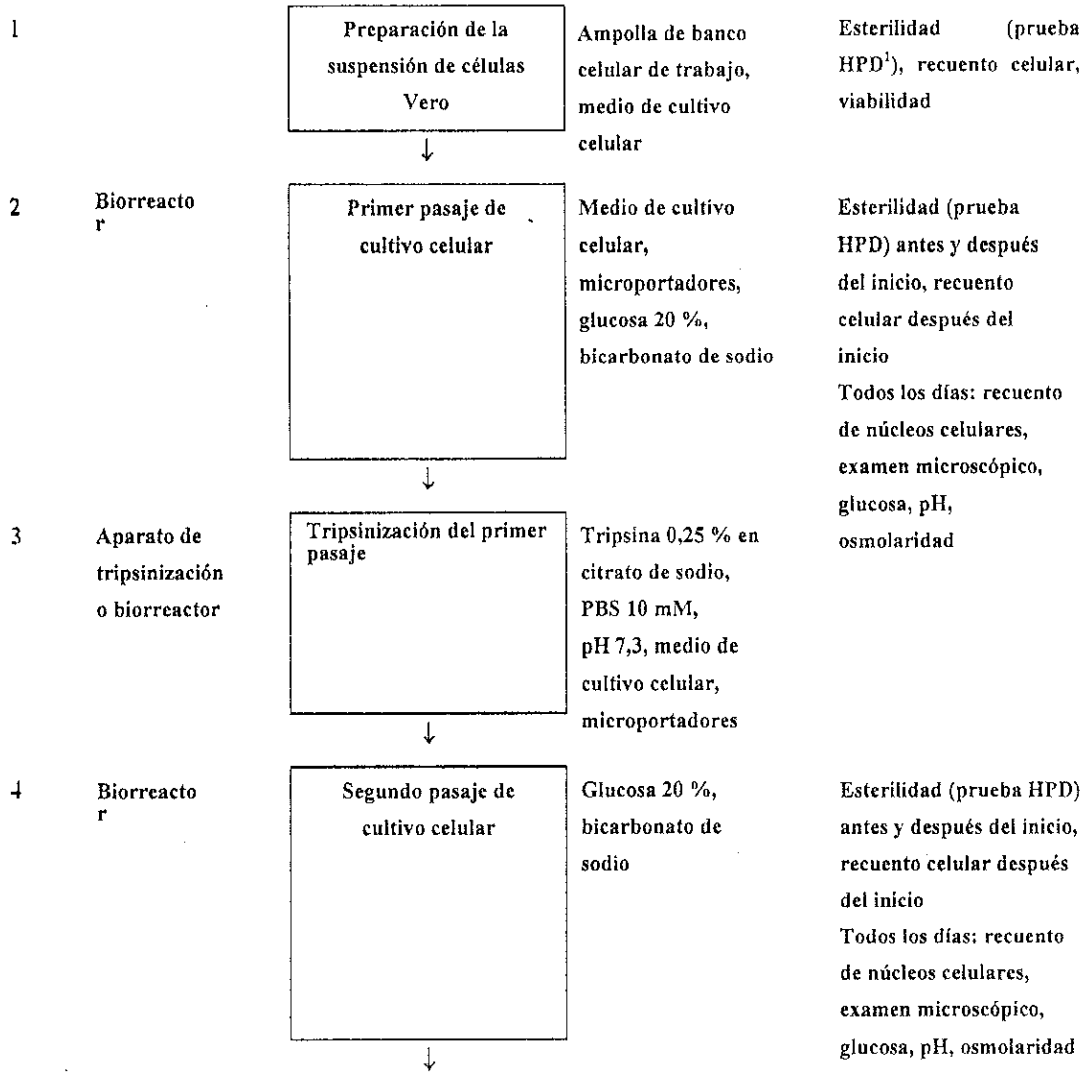 1
Preparación de la
suspensión de células
Vero
Ampolla de banco
celular de trabajo,
medio de cultivo
celular
Esterilidad (prueba
HPD¹), recuento celular,
viabilidad
↓
2
Biorreacto
r
Primer pasaje de
cultivo celular
Medio de cultivo
celular,
microportadores,
glucosa 20 %,
bicarbonato de sodio
Esterilidad (prueba
HPD) antes y después
del inicio, recuento
celular después del
inicio
Todos los días: recuento
de núcleos celulares,
examen microscópico,
glucosa, pH,
osmolaridad
↓
3
Aparato de
tripsinización
o biorreactor
Tripsinización del primer
pasaje
Tripsina 0,25 % en
citrato de sodio,
PBS 10 mM,
pH 7,3, medio de
cultivo celular,
microportadores
↓
4
Biorreacto
r
Segundo pasaje de
cultivo celular
Glucosa 20 %,
bicarbonato de
sodio
Esterilidad (prueba HPD)
antes y después del inicio,
recuento celular después
del inicio
Todos los días: recuento
de núcleos celulares,
examen microscópico,
glucosa, pH, osmolaridad
↓